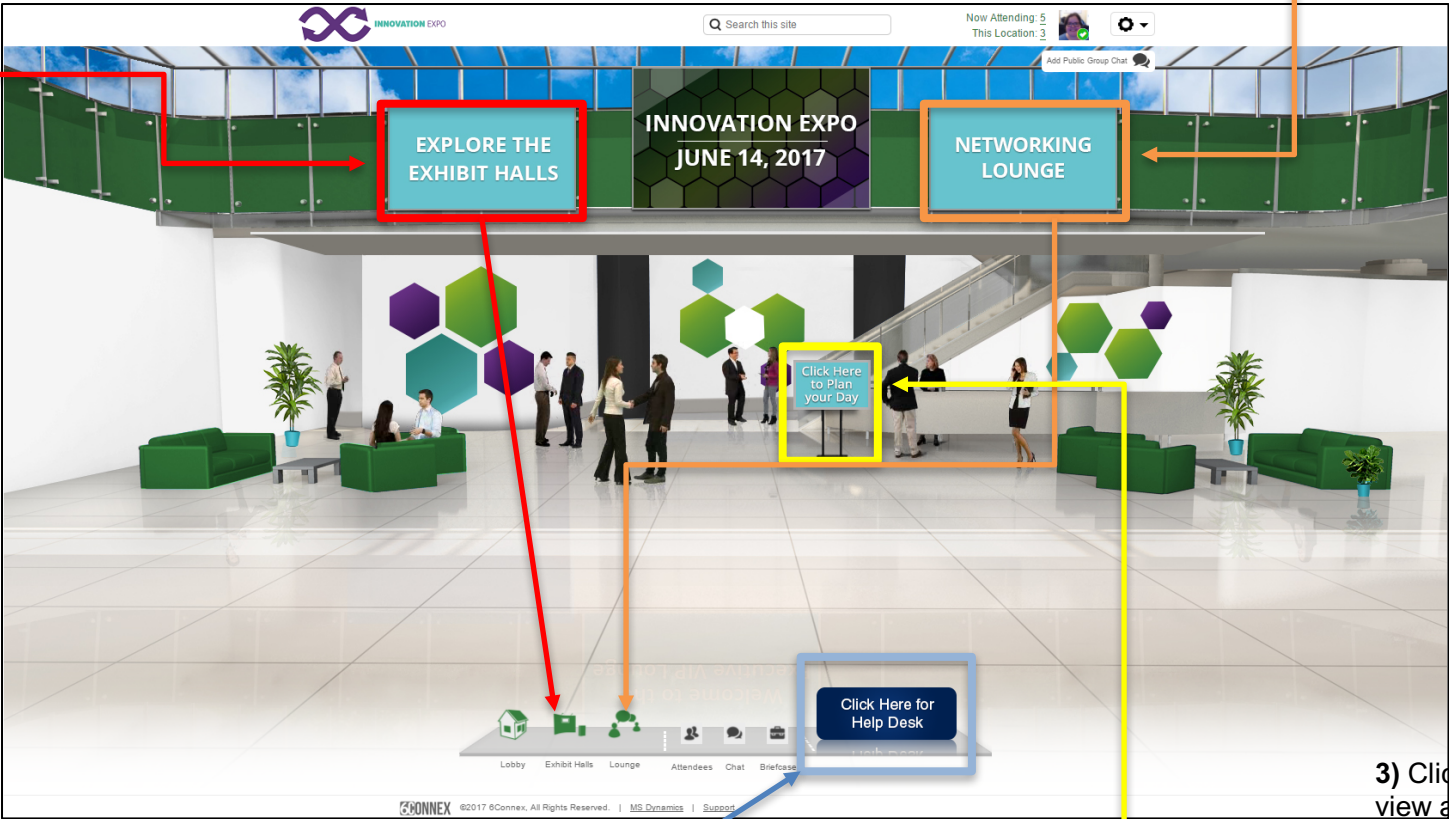 INNOVATION EXPO
Search this site
Now Attending: 5
This Location: 3
Add Public Group Chat
EXPLORE THE
EXHIBIT HALLS
INNOVATION EXPO
JUNE 14, 2017
NETWORKING
LOUNGE
Click Here
to Plan
your Day
Click Here for
Help Desk
Lobby
Exhibit Halls
Lounge
Attendees
Chat
Briefcase
6CONNEX ©2017 6Connex, All Rights Reserved. | MS Dynamics | Support
3)
view